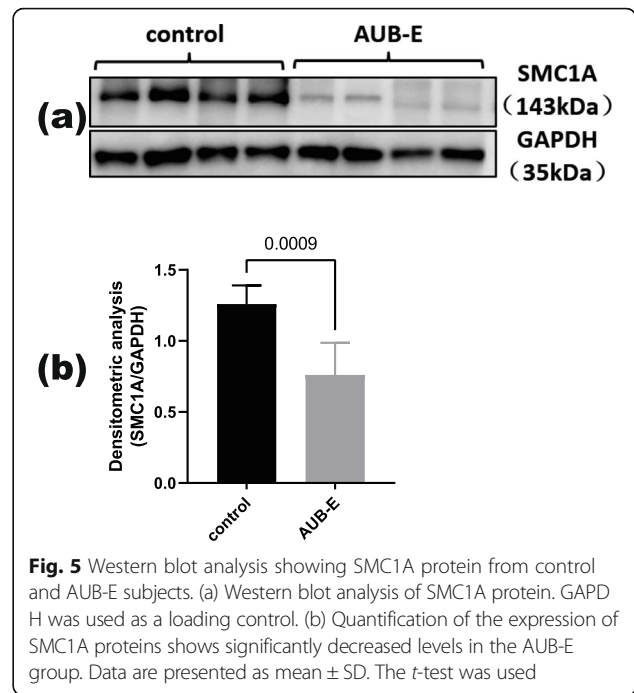 control AUB-E
(a)
SMC1A
（143kDa）
GAPDH
（35kDa）
0.0009
(b)
Densitometric analysis
(SMC1A/GAPDH)
1.5
1.0
0.5
0.0
control
AUB-E
Fig. 5 Western blot analysis showing SMC1A protein from control
and AUB-E subjects. (a) Western blot analysis of SMC1A protein. GAPD
H was used as a loading control. (b) Quantification of the expression of
SMC1A proteins shows significantly decreased levels in the AUB-E
group. Data are presented as mean ± SD. The t-test was used